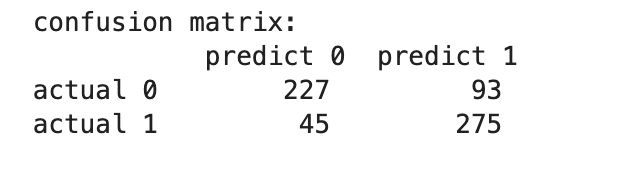 confusion matrix:
predict 0 predict 1
actual 0 227 93
actual 1 45 275